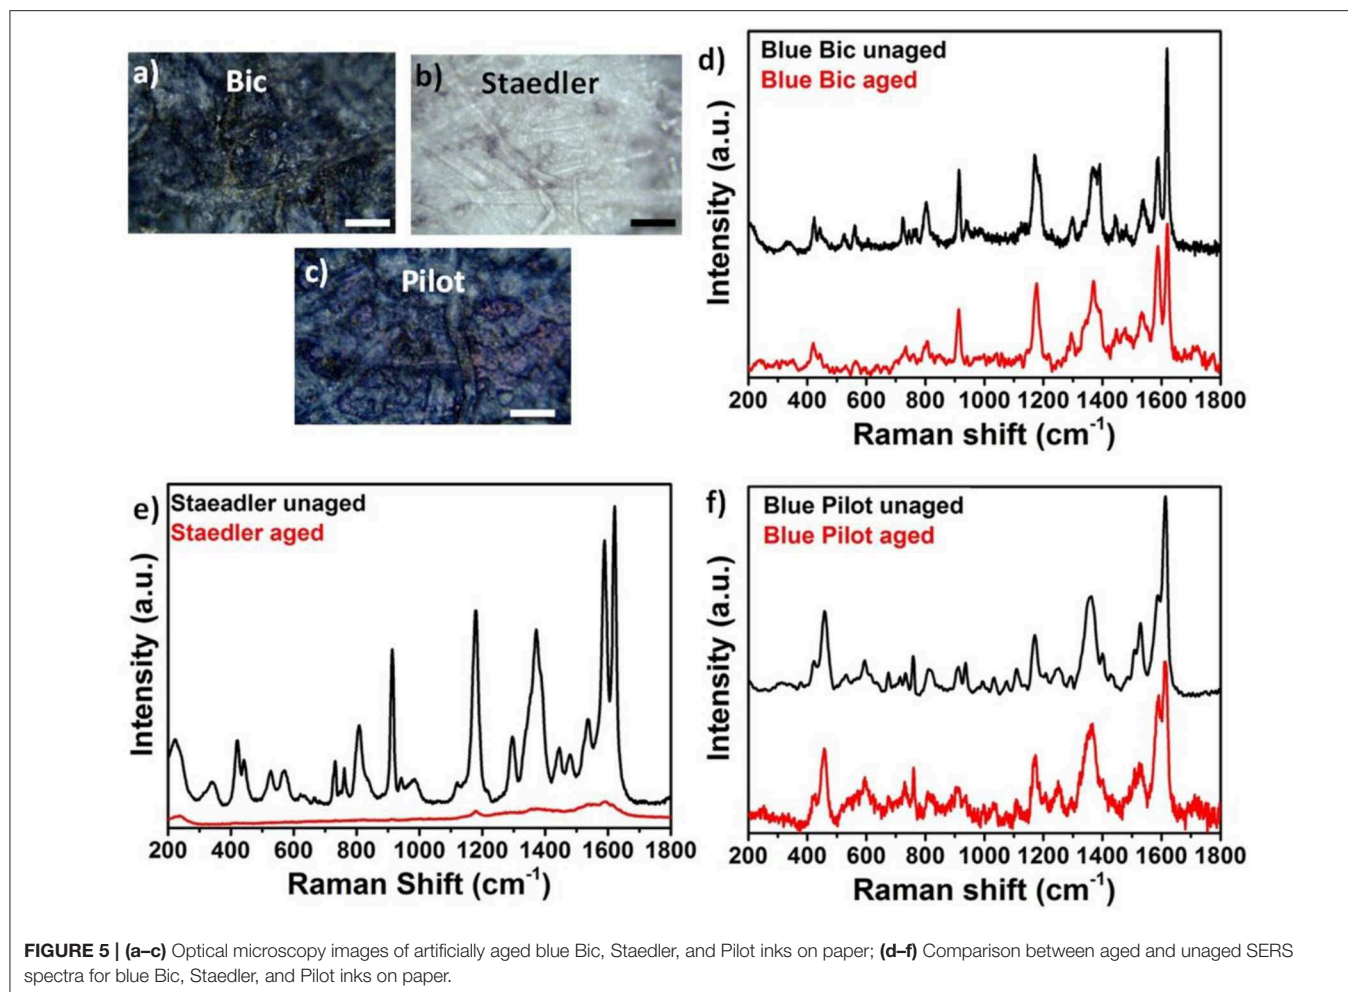 a)
Bic
b)
Staedler
c)
Pilot
d)
Blue Bic unaged
Blue Bic aged
Intensity (a.u.)
200 400 600 800 1000 1200 1400 1600 1800
Raman shift (cm⁻¹)
e)
Staeadler unaged
Staedler aged
Intensity (a.u.)
200 400 600 800 1000 1200 1400 1600 1800
Raman Shift (cm⁻¹)
f)
Blue Pilot unaged
Blue Pilot aged
Intensity (a.u.)
200 400 600 800 1000 1200 1400 1600 1800
Raman shift (cm⁻¹)
FIGURE 5 | (a–c) Optical microscopy images of artificially aged blue Bic, Staedler, and Pilot inks on paper; (d–f) Comparison between aged and unaged SERS
spectra for blue Bic, Staedler, and Pilot inks on paper.